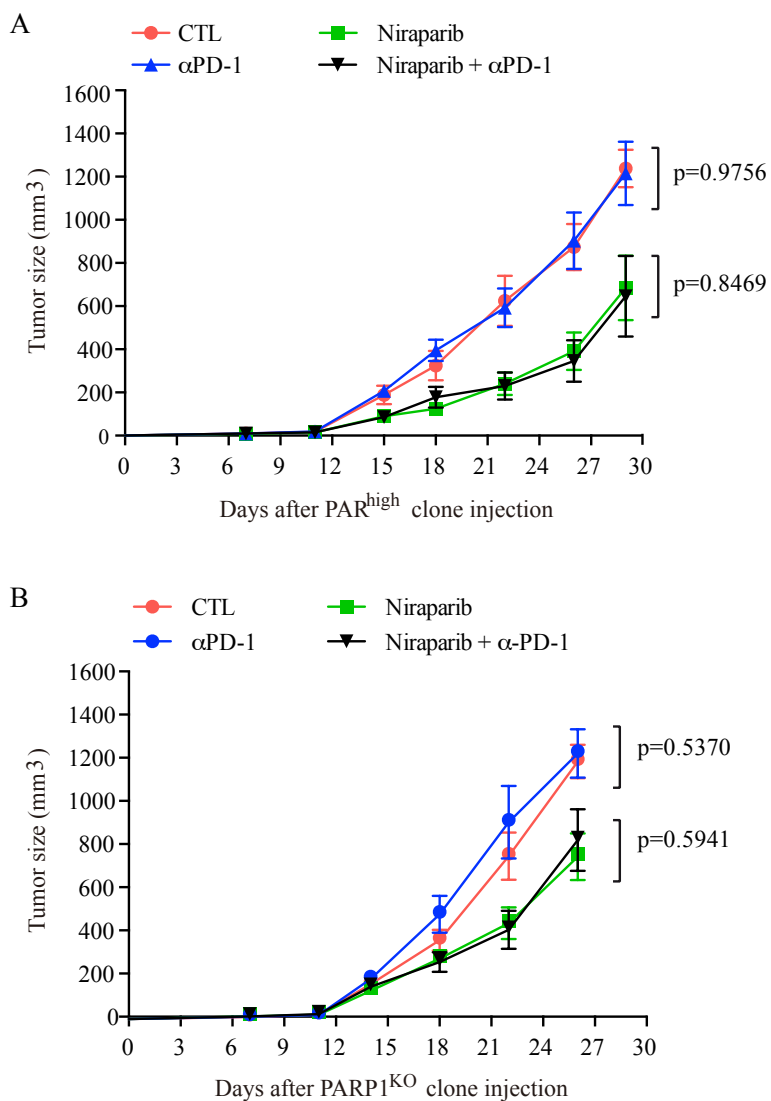 A
CTL
Niraparib
αPD-1
Niraparib + αPD-1
1600
1400
1200
1000
800
600
400
200
0
Tumor size (mm3)
p=0.9756
p=0.8469
0 3 6 9 12 15 18 21 24 27 30
Days after PARhigh clone injection
B
CTL
Niraparib
αPD-1
Niraparib + α-PD-1
1600
1400
1200
1000
800
600
400
200
0
Tumor size (mm3)
p=0.5370
p=0.5941
0 3 6 9 12 15 18 21 24 27 30
Days after PARP1KO clone injection